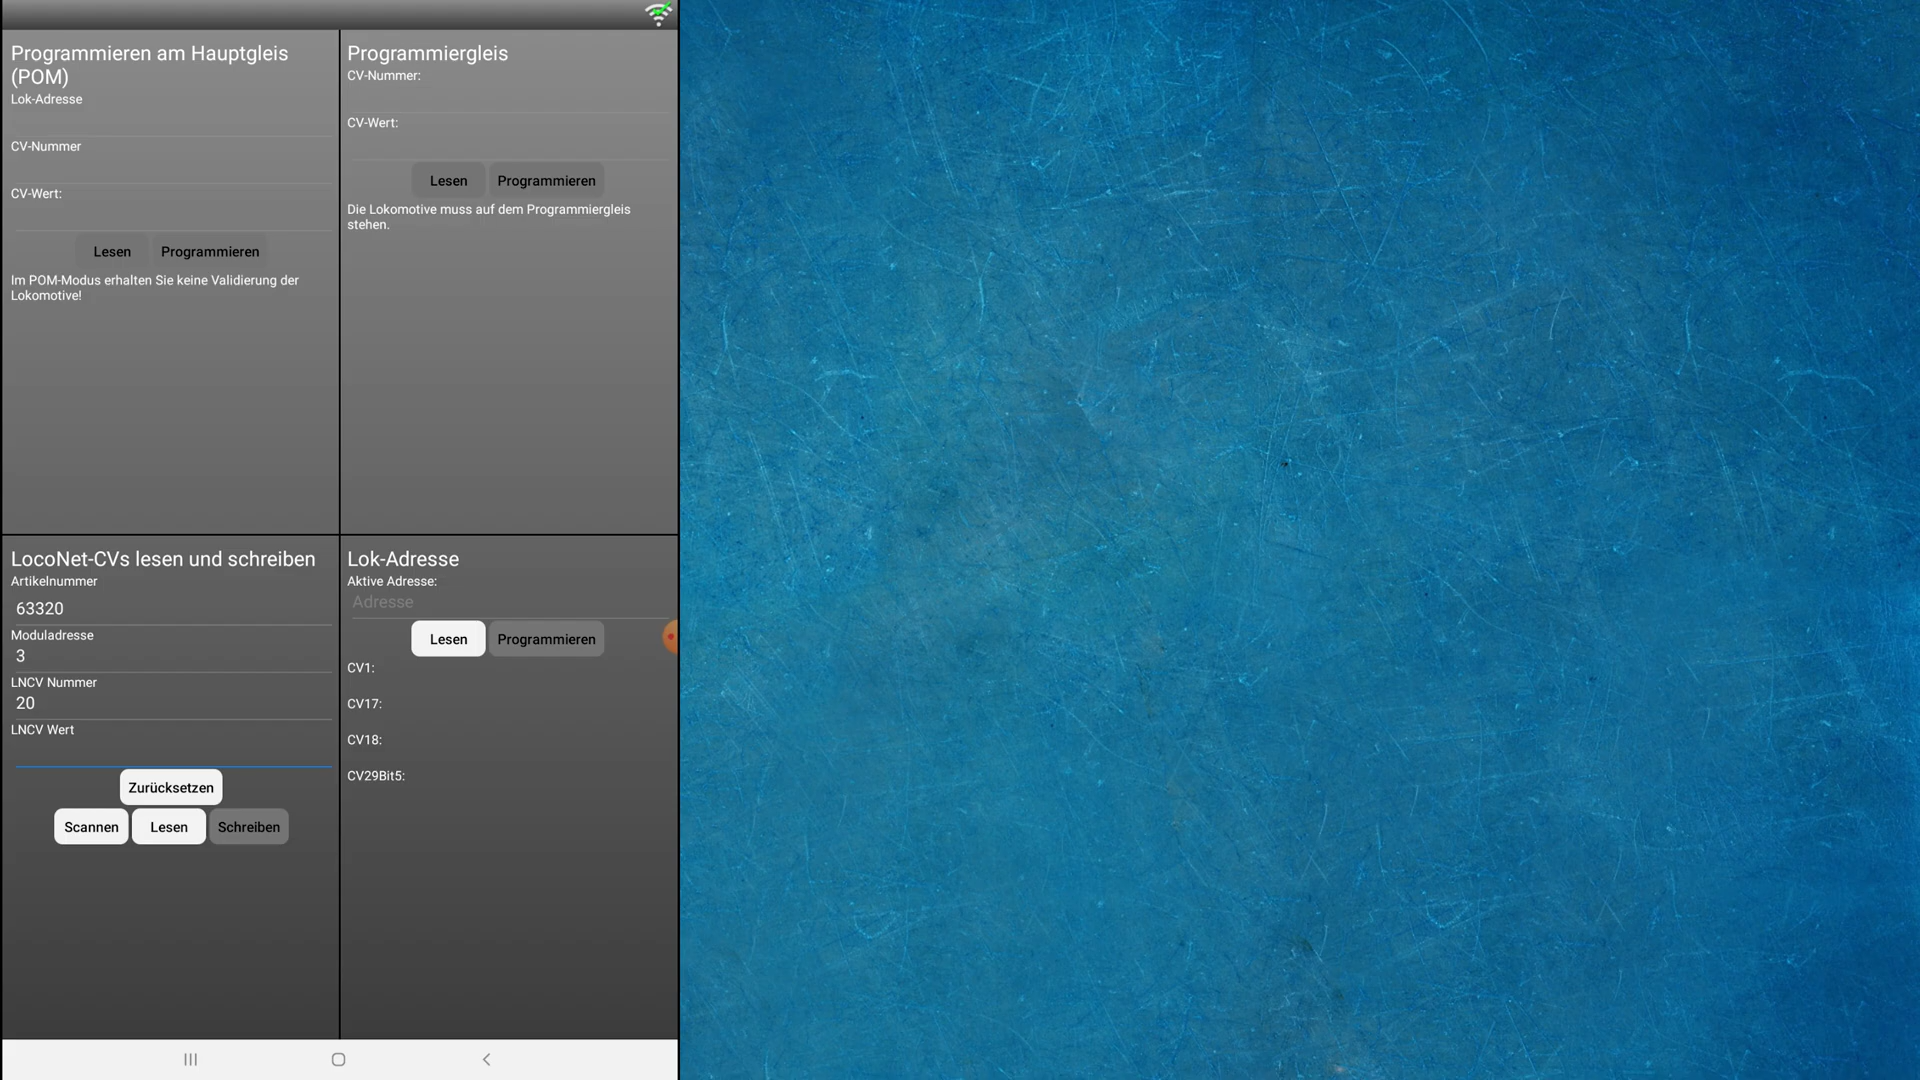 Programmieren am Hauptgleis
(POM)
Lok-Adresse
CV-Nummer
CV-Wert:
Lesen
Programmieren
Im POM-Modus erhalten Sie keine Validierung der
Lokomotive!
Programmiergleis
CV-Nummer:
CV-Wert:
Lesen
Programmieren
Die Lokomotive muss auf dem Programmiergleis
stehen.
LocoNet-CVs lesen und schreiben
Artikelnummer
63320
Moduladresse
3
LNCV Nummer
20
LNCV Wert
Zurücksetzen
Scannen
Lesen
Schreiben
Lok-Adresse
Aktive Adresse:
Adresse
Lesen
Programmieren
CV1:
CV17:
CV18:
CV29Bit5: